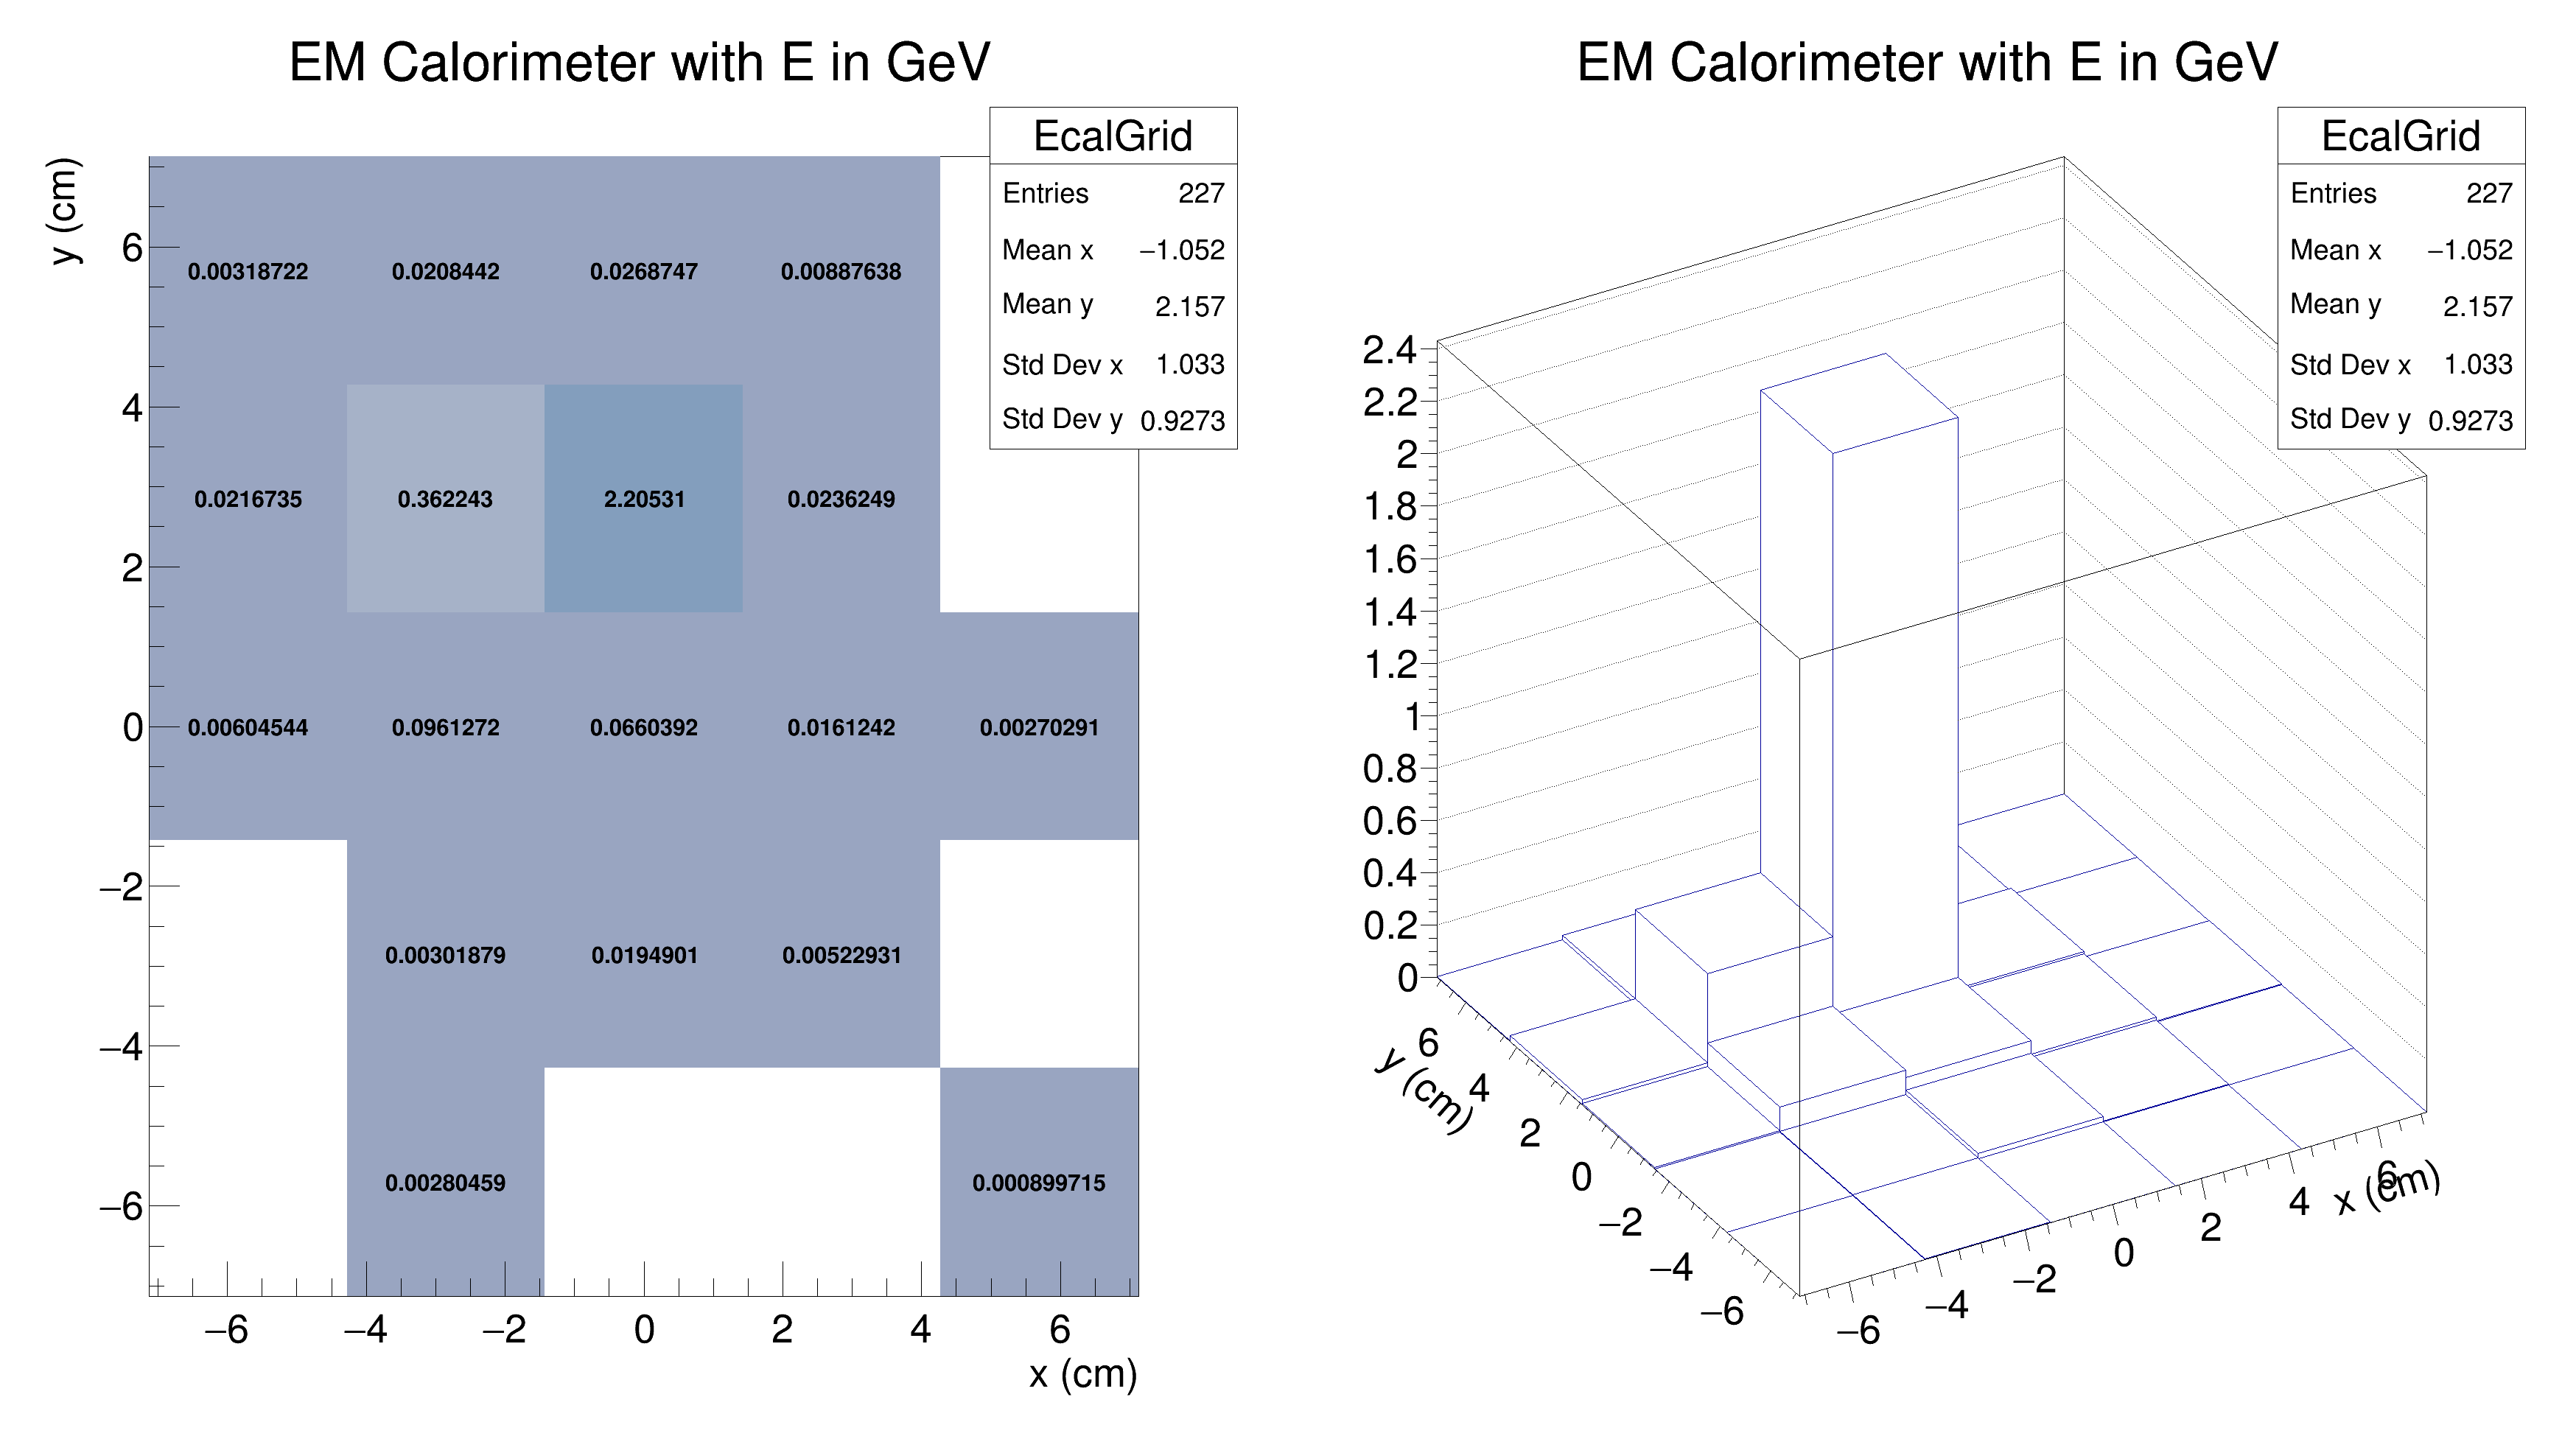 EM Calorimeter with E in GeV
EcalGrid
Entries 227
Mean x −1.052
Mean y 2.157
Std Dev x 1.033
Std Dev y 0.9273
y (cm)
6
4
2
0
−2
−4
−6
0.00318722 0.0208442 0.0268747 0.00887638
0.0216735 0.362243 2.20531 0.0236249
0.00604544 0.0961272 0.0660392 0.0161242 0.00270291
0.00301879 0.0194901 0.00522931
0.00280459 0.000899715
−6 −4 −2 0 2 4 6
x (cm)
EM Calorimeter with E in GeV
EcalGrid
Entries 227
Mean x −1.052
Mean y 2.157
Std Dev x 1.033
Std Dev y 0.9273
2.4
2.2
2
1.8
1.6
1.4
1.2
1
0.8
0.6
0.4
0.2
0
y (cm)
6
4
2
0
−2
−4
−6
−6 −4 −2 0 2 4 6
x (cm)